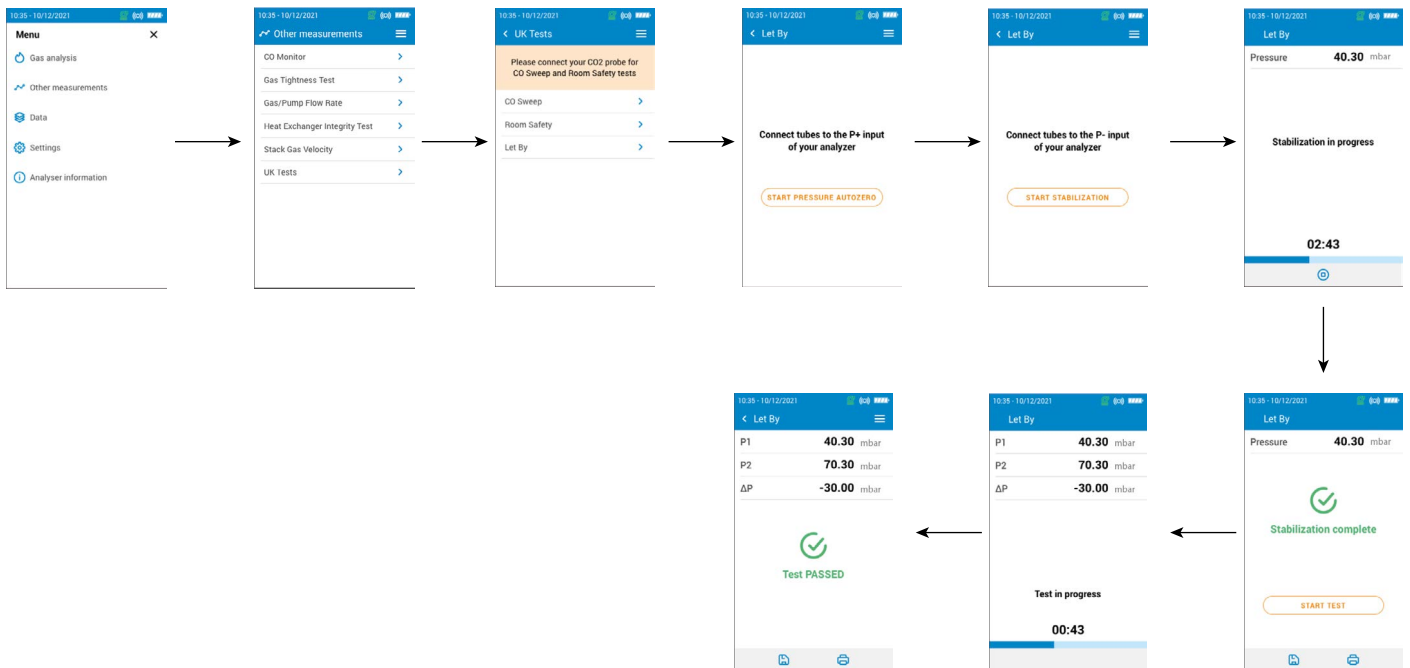 10:35 - 10/12/2021
Menu
Gas analysis
Other measurements
Data
Settings
Analyser information
10:35 - 10/12/2021
Other measurements
CO Monitor
Gas Tightness Test
Gas/Pump Flow Rate
Heat Exchanger Integrity Test
Stack Gas Velocity
UK Tests
10:35 - 10/12/2021
UK Tests
Please connect your CO2 probe for
CO Sweep and Room Safety tests
CO Sweep
Room Safety
Let By
10:35 - 10/12/2021
Let By
Connect tubes to the P+ input
of your analyzer
START PRESSURE AUTOZERO
10:35 - 10/12/2021
Let By
Connect tubes to the P- input
of your analyzer
START STABILIZATION
10:35 - 10/12/2021
Let By
Pressure 40.30 mbar
Stabilization in progress
02:43
10:35 - 10/12/2021
Let By
Pressure 40.30 mbar
Stabilization complete
START TEST
10:35 - 10/12/2021
Let By
P1 40.30 mbar
P2 70.30 mbar
ΔP -30.00 mbar
Test in progress
00:43
10:35 - 10/12/2021
Let By
P1 40.30 mbar
P2 70.30 mbar
ΔP -30.00 mbar
Test PASSED